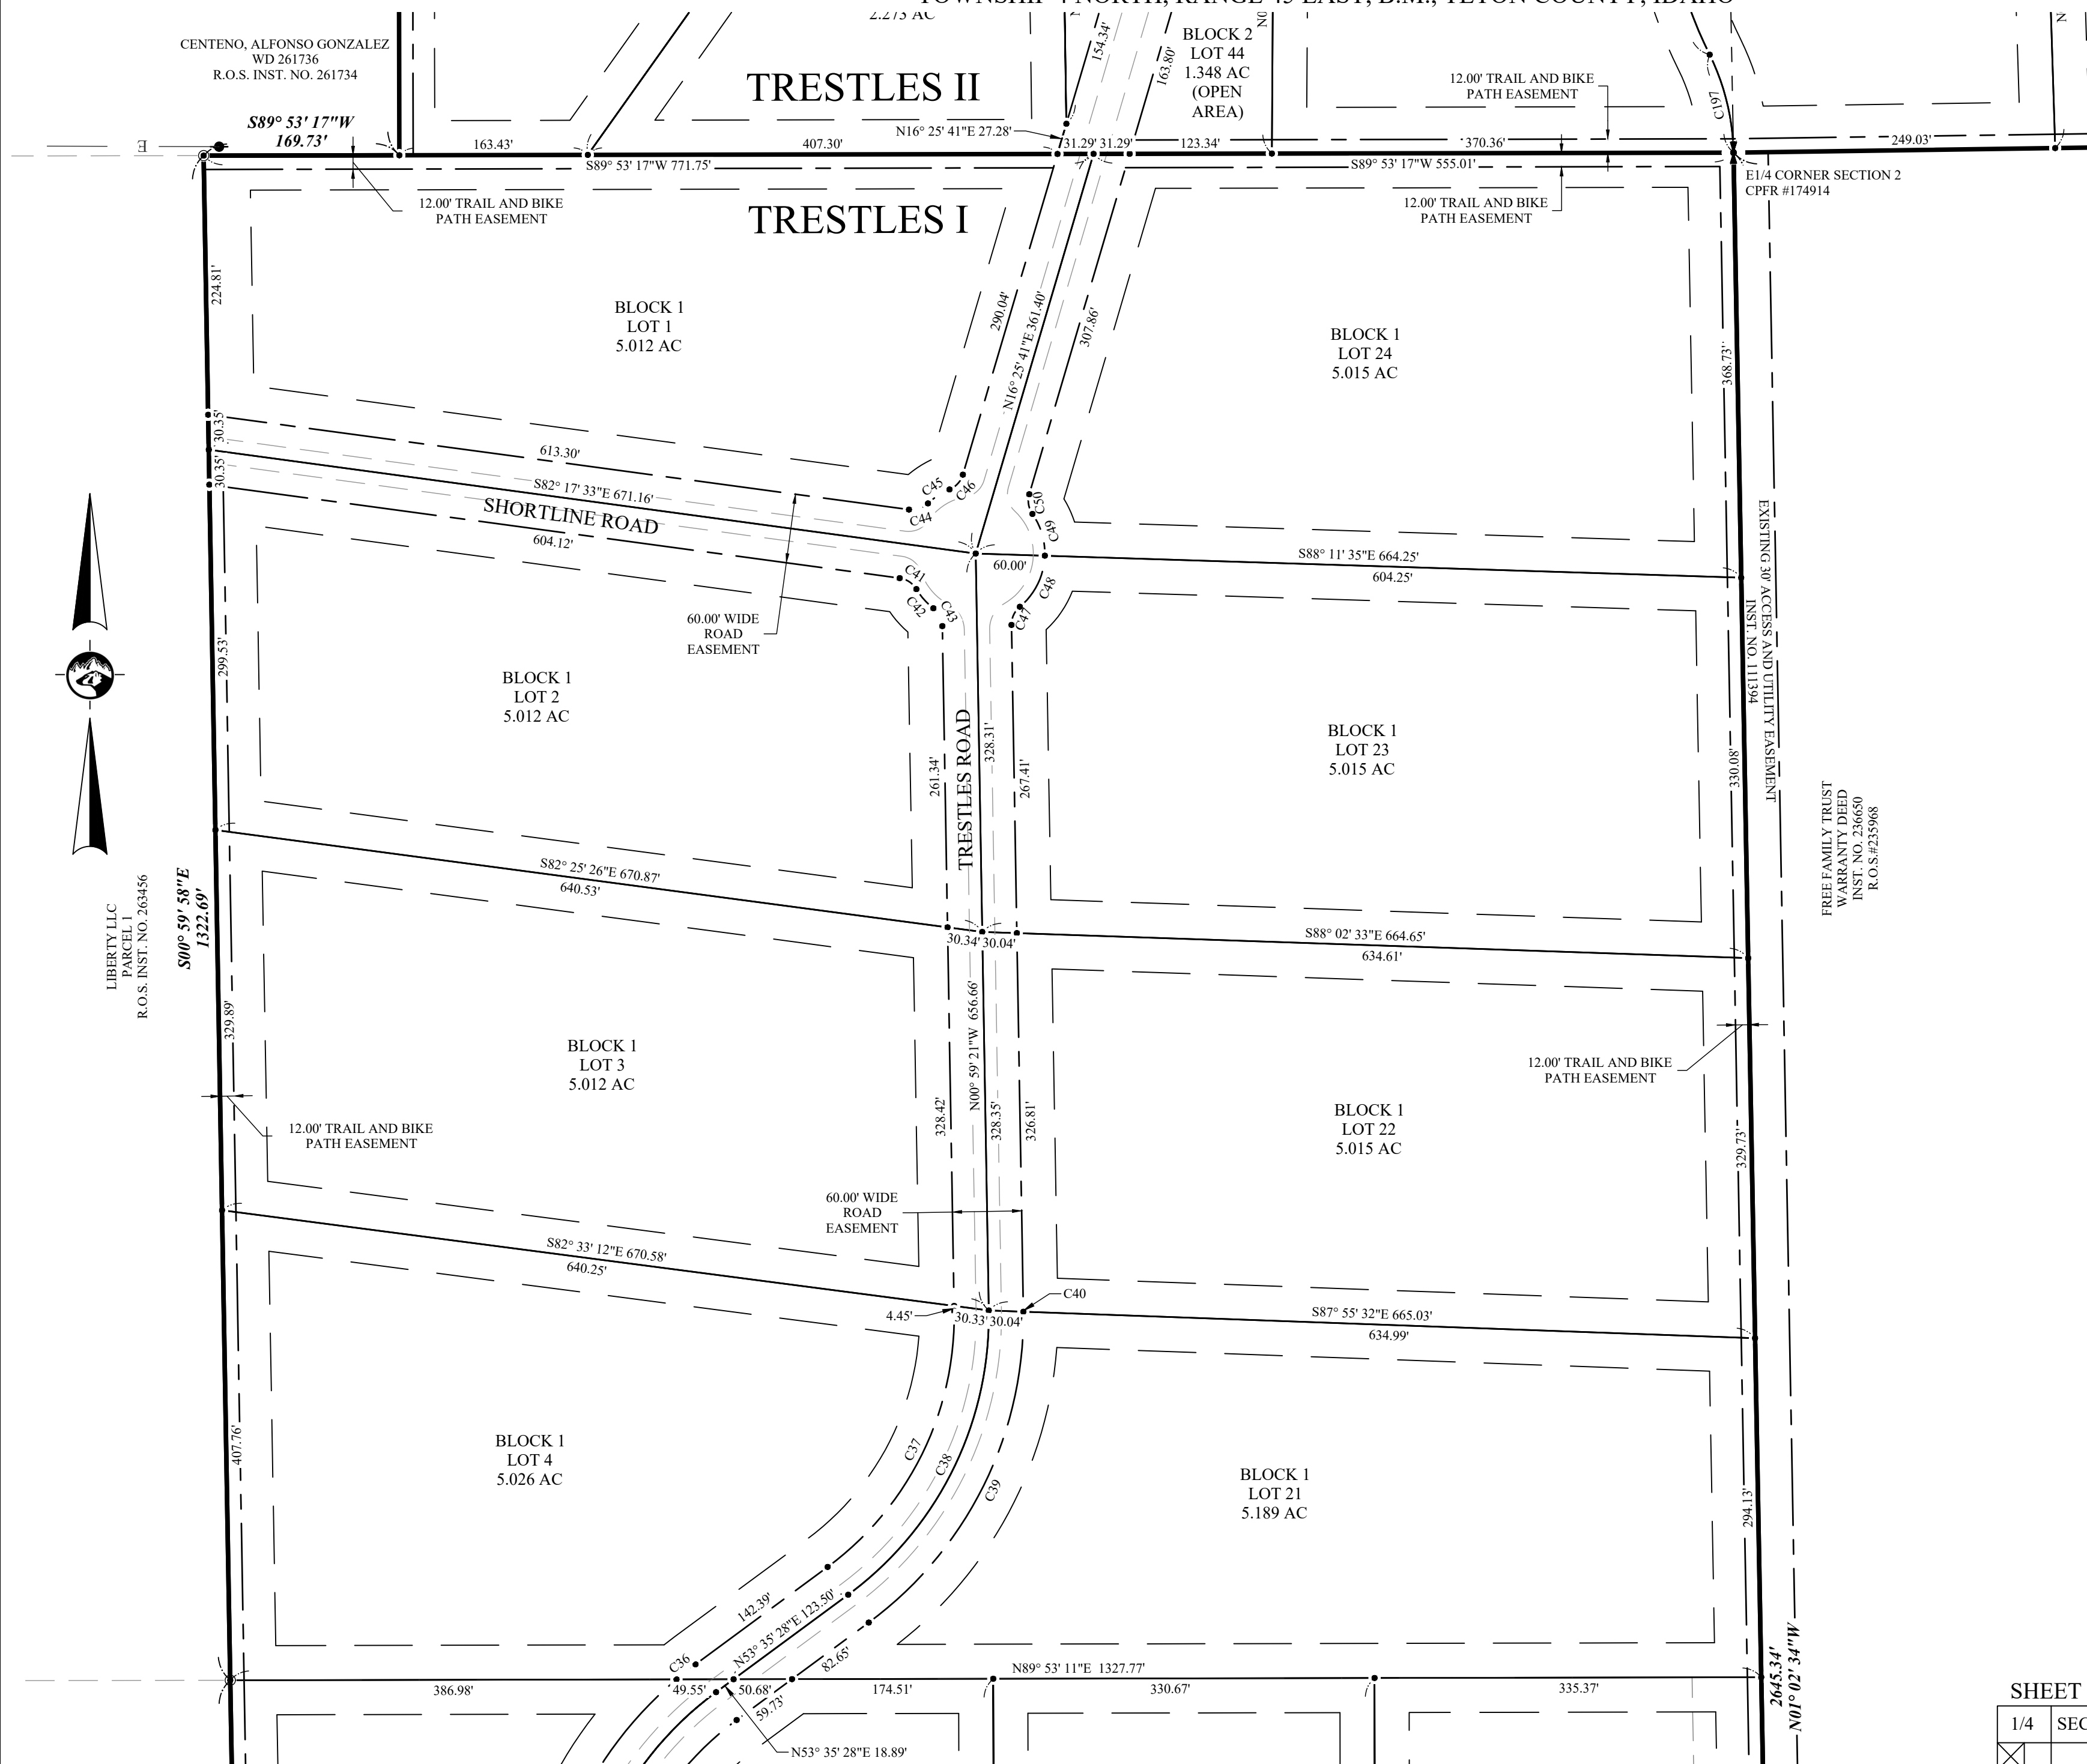 TOWNSHIP 4 NORTH, RANGE 45 EAST, B.M., TETON COUNTY, IDAHO
2.273 AC
CENTENO, ALFONSO GONZALEZ
WD 261736
R.O.S. INST. NO. 261734
TRESTLES II
154.34'
163.80'
BLOCK 2
LOT 44
1.348 AC
(OPEN
AREA)
12.00' TRAIL AND BIKE
PATH EASEMENT
C197
S89° 53' 17"W
169.73'
E
163.43'
407.30'
N16° 25' 41"E 27.28'
31.29'
31.29'
123.34'
370.36'
249.03'
S89° 53' 17"W 771.75'
S89° 53' 17"W 555.01'
E1/4 CORNER SECTION 2
CPFR #174914
12.00' TRAIL AND BIKE
PATH EASEMENT
TRESTLES I
12.00' TRAIL AND BIKE
PATH EASEMENT
224.81'
BLOCK 1
LOT 1
5.012 AC
290.04'
N16° 25' 41"E 361.40'
307.86'
BLOCK 1
LOT 24
5.015 AC
368.73'
30.35'
30.35'
613.30'
S82° 17' 33"E 671.16'
SHORTLINE ROAD
604.12'
C44
C45
C46
C50
C49
60.00'
S88° 11' 35"E 664.25'
604.25'
C41
C42
C43
C48
C47
60.00' WIDE
ROAD
EASEMENT
EXISTING 30' ACCESS AND UTILITY EASEMENT
INST. NO. 111394
299.53'
BLOCK 1
LOT 2
5.012 AC
261.34'
TRESTLES ROAD
328.31'
267.41'
BLOCK 1
LOT 23
5.015 AC
330.08'
FREE FAMILY TRUST
WARRANTY DEED
INST. NO. 236650
R.O.S.#235968
S82° 25' 26"E 670.87'
640.53'
30.34'
30.04'
S88° 02' 33"E 664.65'
634.61'
LIBERTY LLC
PARCEL 1
R.O.S. INST. NO. 263456
S00° 59' 58"E
1322.69'
329.89'
BLOCK 1
LOT 3
5.012 AC
328.42'
N00° 59' 21"W 656.66'
328.35'
326.81'
BLOCK 1
LOT 22
5.015 AC
12.00' TRAIL AND BIKE
PATH EASEMENT
329.73'
12.00' TRAIL AND BIKE
PATH EASEMENT
60.00' WIDE
ROAD
EASEMENT
S82° 33' 12"E 670.58'
640.25'
4.45'
30.33'
30.04'
C40
S87° 55' 32"E 665.03'
634.99'
407.76'
BLOCK 1
LOT 4
5.026 AC
C37
C38
C39
BLOCK 1
LOT 21
5.189 AC
294.13'
142.39'
N53° 35' 28"E 123.50'
82.65'
C36
386.98'
49.55'
50.68'
59.73'
174.51'
N89° 53' 11"E 1327.77'
330.67'
335.37'
N53° 35' 28"E 18.89'
2645.34'
N01° 02' 34"W
SHEET
1/4
SEC